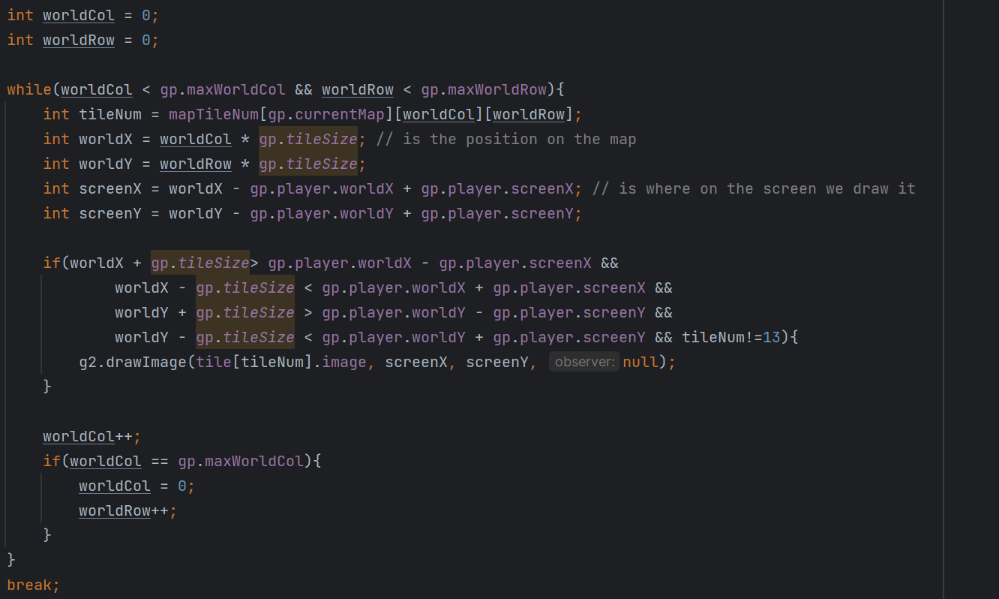 int worldCol = 0;
int worldRow = 0;
while(worldCol < gp.maxWorldCol && worldRow < gp.maxWorldRow){
int tileNum = mapTileNum[gp.currentMap][worldCol][worldRow];
int worldX = worldCol * gp.tileSize; // is the position on the map
int worldY = worldRow * gp.tileSize;
int screenX = worldX - gp.player.worldX + gp.player.screenX; // is where on the screen we draw it
int screenY = worldY - gp.player.worldY + gp.player.screenY;
if(worldX + gp.tileSize> gp.player.worldX - gp.player.screenX &&
worldX - gp.tileSize < gp.player.worldX + gp.player.screenX &&
worldY + gp.tileSize > gp.player.worldY - gp.player.screenY &&
worldY - gp.tileSize < gp.player.worldY + gp.player.screenY && tileNum!=13){
g2.drawImage(tile[tileNum].image, screenX, screenY, observer: null);
}
worldCol++;
if(worldCol == gp.maxWorldCol){
worldCol = 0;
worldRow++;
}
}
break;